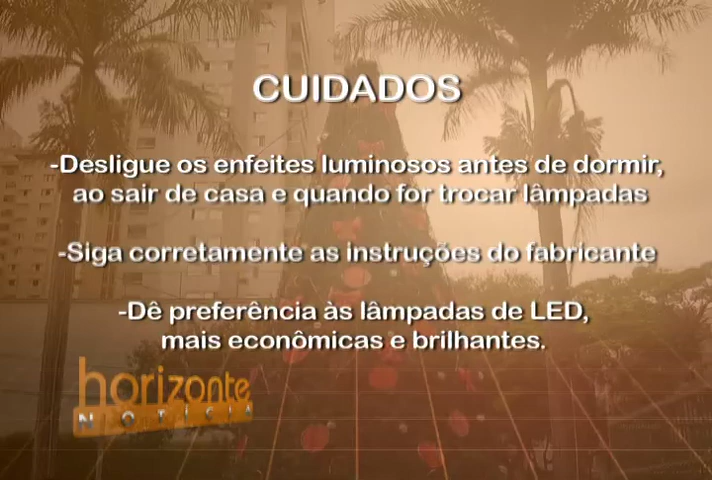 CUIDADOS
-Desligue os enfeites luminosos antes de dormir,
ao sair de casa e quando for trocar lâmpadas
-Siga corretamente as instruções do fabricante
-Dê preferência às lâmpadas de LED,
mais econômicas e brilhantes.
horizonte
NOTÍCIA